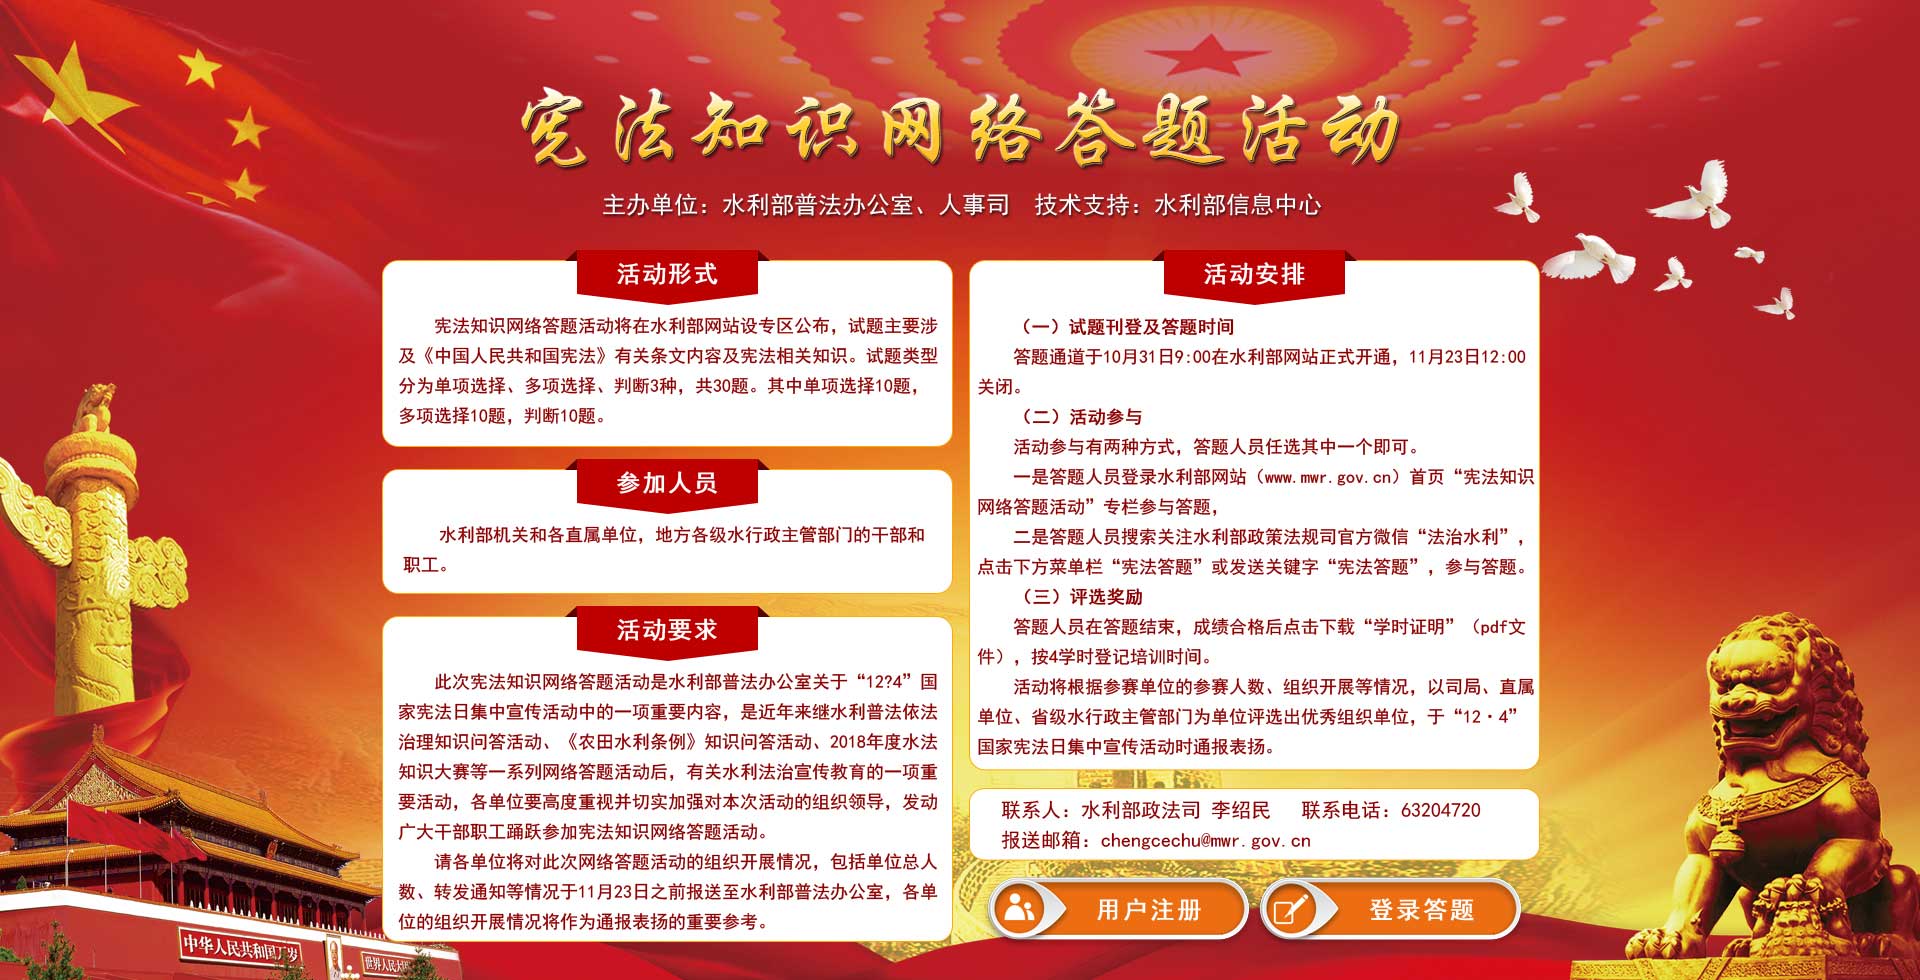 宪法知识网络答题活动
主办单位：水利部普法办公室、人事司　技术支持：水利部信息中心
活动形式
宪法知识网络答题活动将在水利部网站设专区公布，试题主要涉
及《中国人民共和国宪法》有关条文内容及宪法相关知识。试题类型
分为单项选择、多项选择、判断3种，共30题。其中单项选择10题，
多项选择10题，判断10题。
参加人员
水利部机关和各直属单位，地方各级水行政主管部门的干部和
职工。
活动要求
此次宪法知识网络答题活动是水利部普法办公室关于“12?4”国
家宪法日集中宣传活动中的一项重要内容，是近年来继水利普法依法
治理知识问答活动、《农田水利条例》知识问答活动、2018年度水法
知识大赛等一系列网络答题活动后，有关水利法治宣传教育的一项重
要活动，各单位要高度重视并切实加强对本次活动的组织领导，发动
广大干部职工踊跃参加宪法知识网络答题活动。
请各单位将对此次网络答题活动的组织开展情况，包括单位总人
数、转发通知等情况于11月23日之前报送至水利部普法办公室，各单
位的组织开展情况将作为通报表扬的重要参考。
活动安排
（一）试题刊登及答题时间
答题通道于10月31日9:00在水利部网站正式开通，11月23日12:00
关闭。
（二）活动参与
活动参与有两种方式，答题人员任选其中一个即可。
一是答题人员登录水利部网站（www.mwr.gov.cn）首页“宪法知识
网络答题活动”专栏参与答题，
二是答题人员搜索关注水利部政策法规司官方微信“法治水利”，
点击下方菜单栏“宪法答题”或发送关键字“宪法答题”，参与答题。
（三）评选奖励
答题人员在答题结束，成绩合格后点击下载“学时证明”（pdf文
件），按4学时登记培训时间。
活动将根据参赛单位的参赛人数、组织开展等情况，以司局、直属
单位、省级水行政主管部门为单位评选出优秀组织单位，于“12·4”
国家宪法日集中宣传活动时通报表扬。
联系人：水利部政法司 李绍民　联系电话：63204720
报送邮箱：chengcechu@mwr.gov.cn
用户注册
登录答题
中华人民共和国万岁
世界人民大